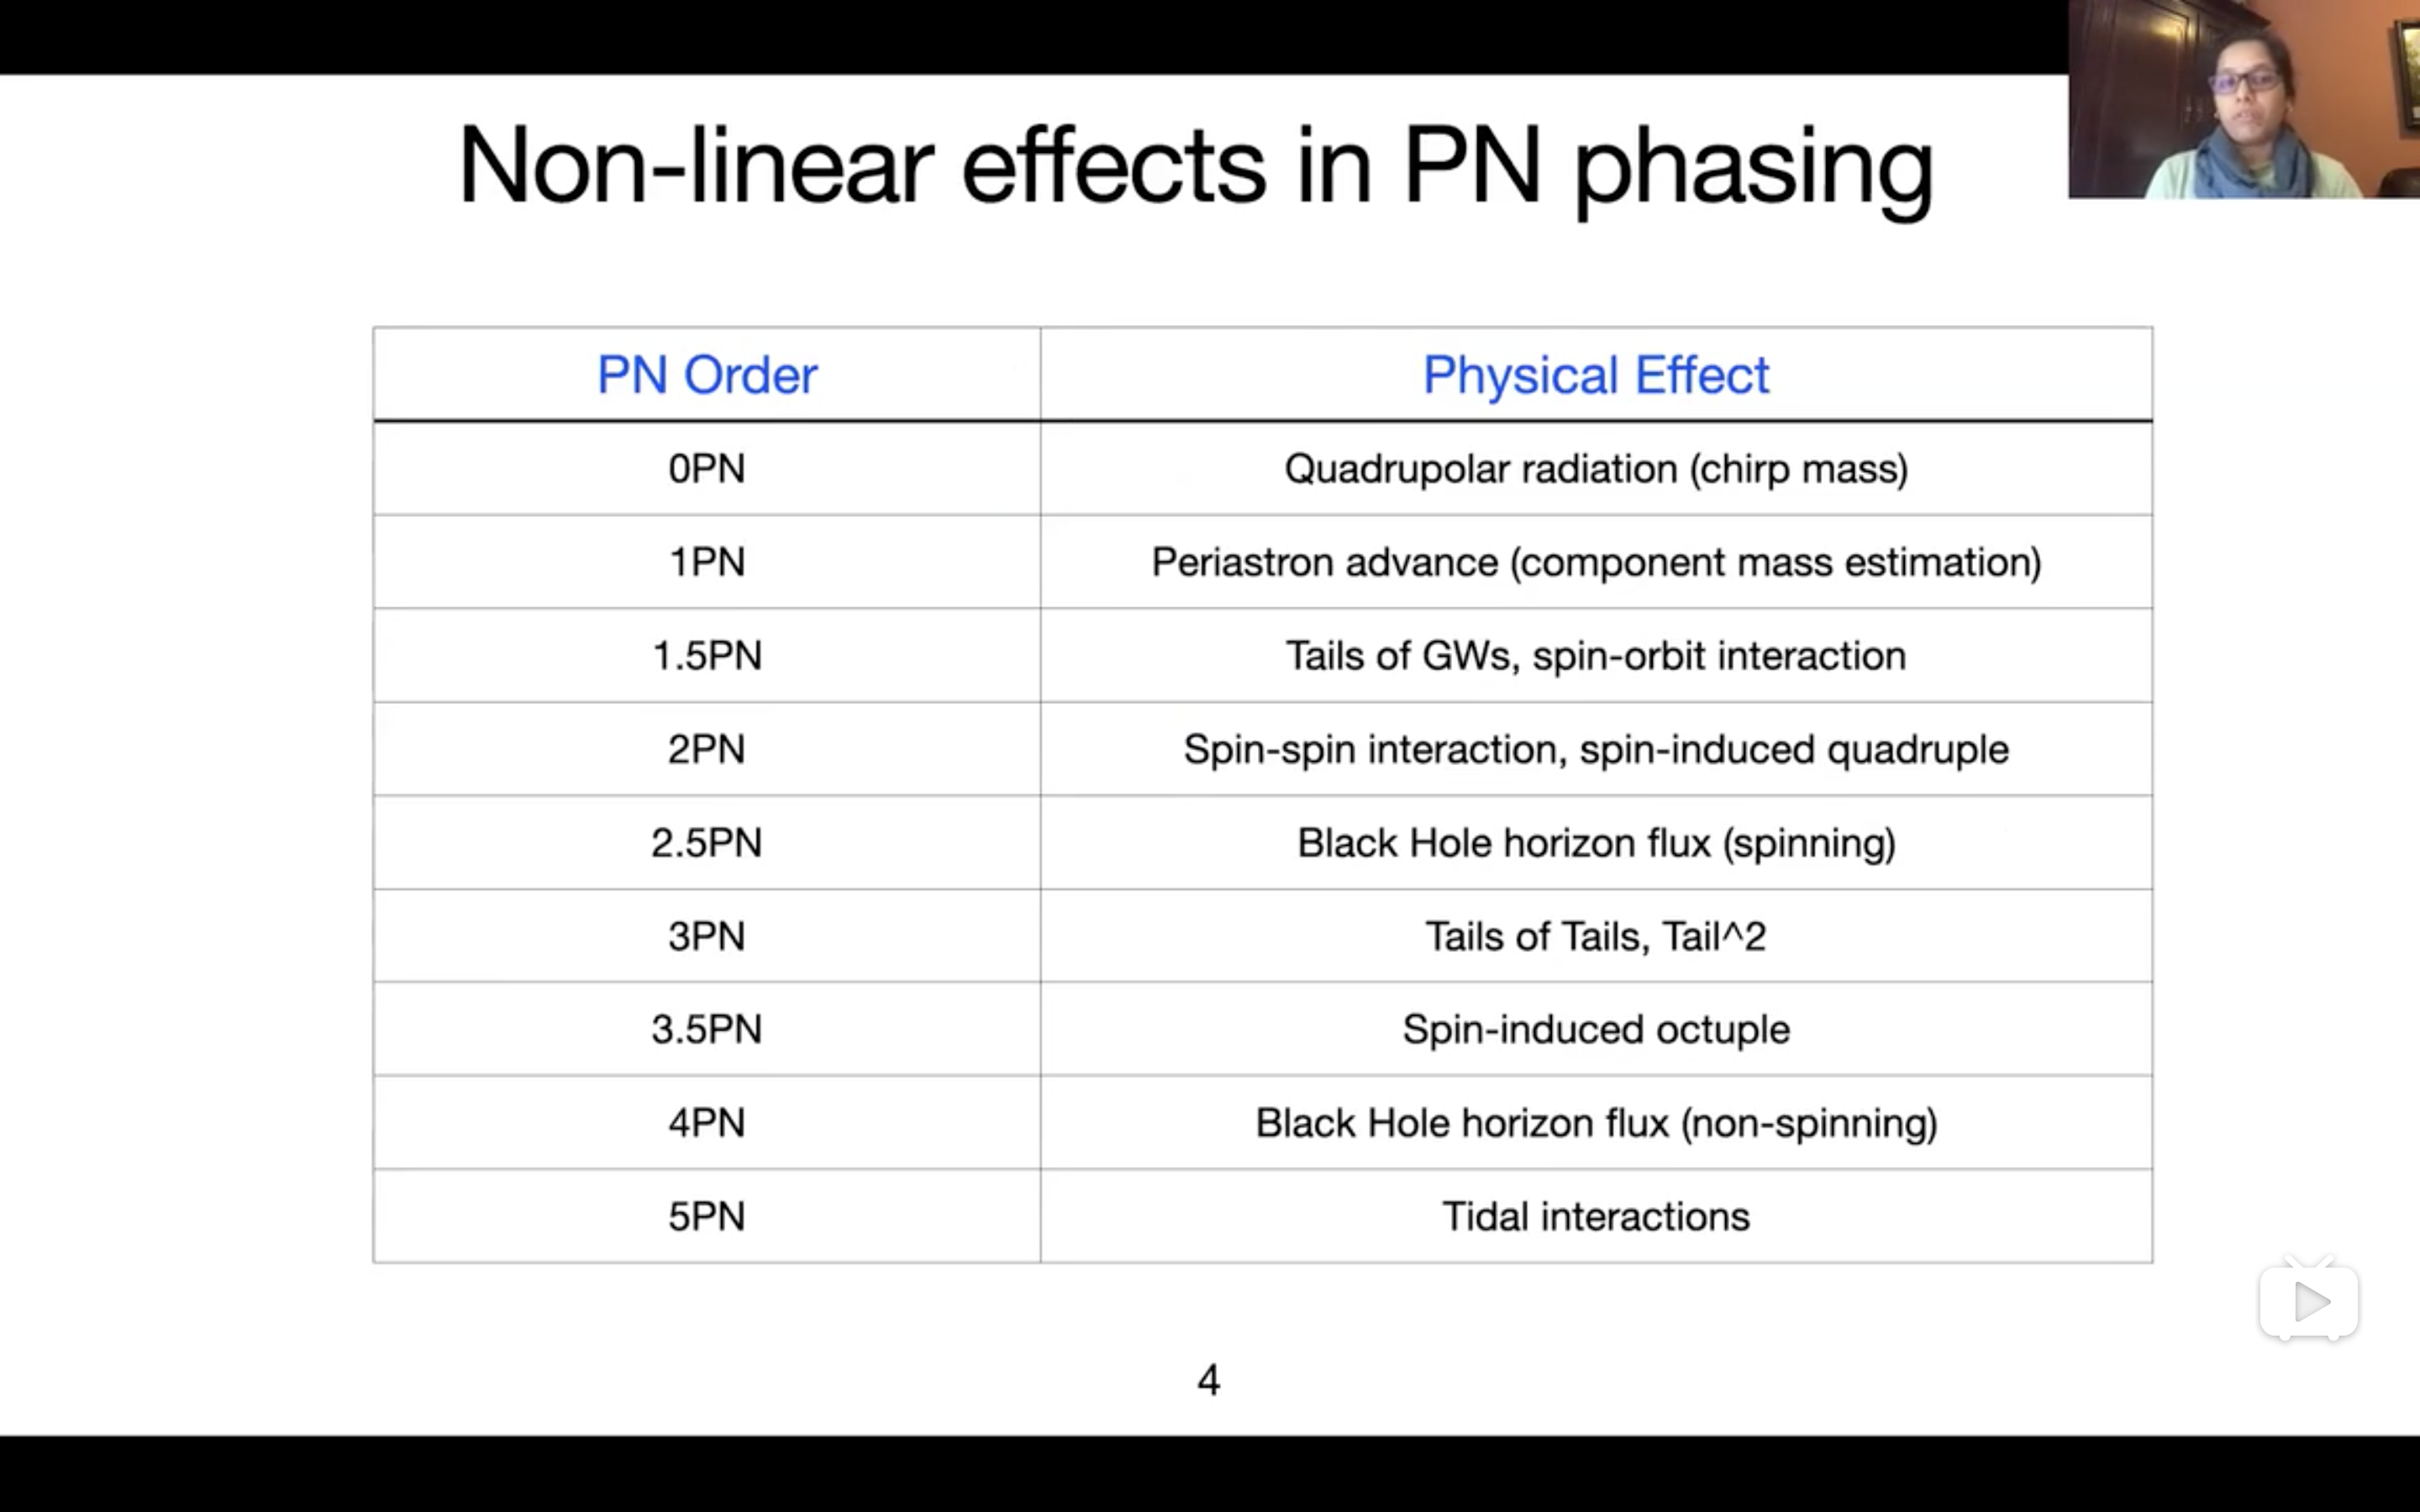 Non-linear effects in PN phasing
PN Order Physical Effect
0PN Quadrupolar radiation (chirp mass)
1PN Periastron advance (component mass estimation)
1.5PN Tails of GWs, spin-orbit interaction
2PN Spin-spin interaction, spin-induced quadruple
2.5PN Black Hole horizon flux (spinning)
3PN Tails of Tails, Tail^2
3.5PN Spin-induced octuple
4PN Black Hole horizon flux (non-spinning)
5PN Tidal interactions
4